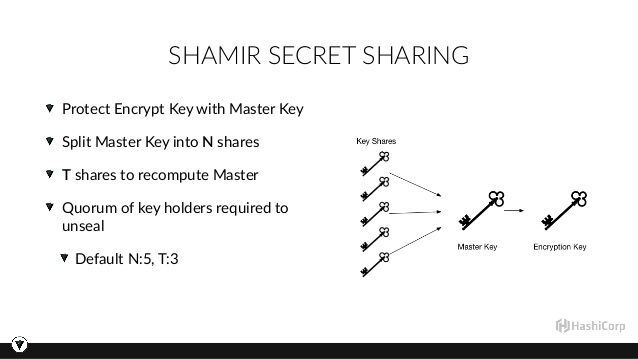 SHAMIR SECRET SHARING
Protect Encrypt Key with Master Key
Split Master Key into N shares
T shares to recompute Master
Quorum of key holders required to
unseal
Default N:5, T:3
Key Shares
Master Key
Encryption Key
HashiCorp